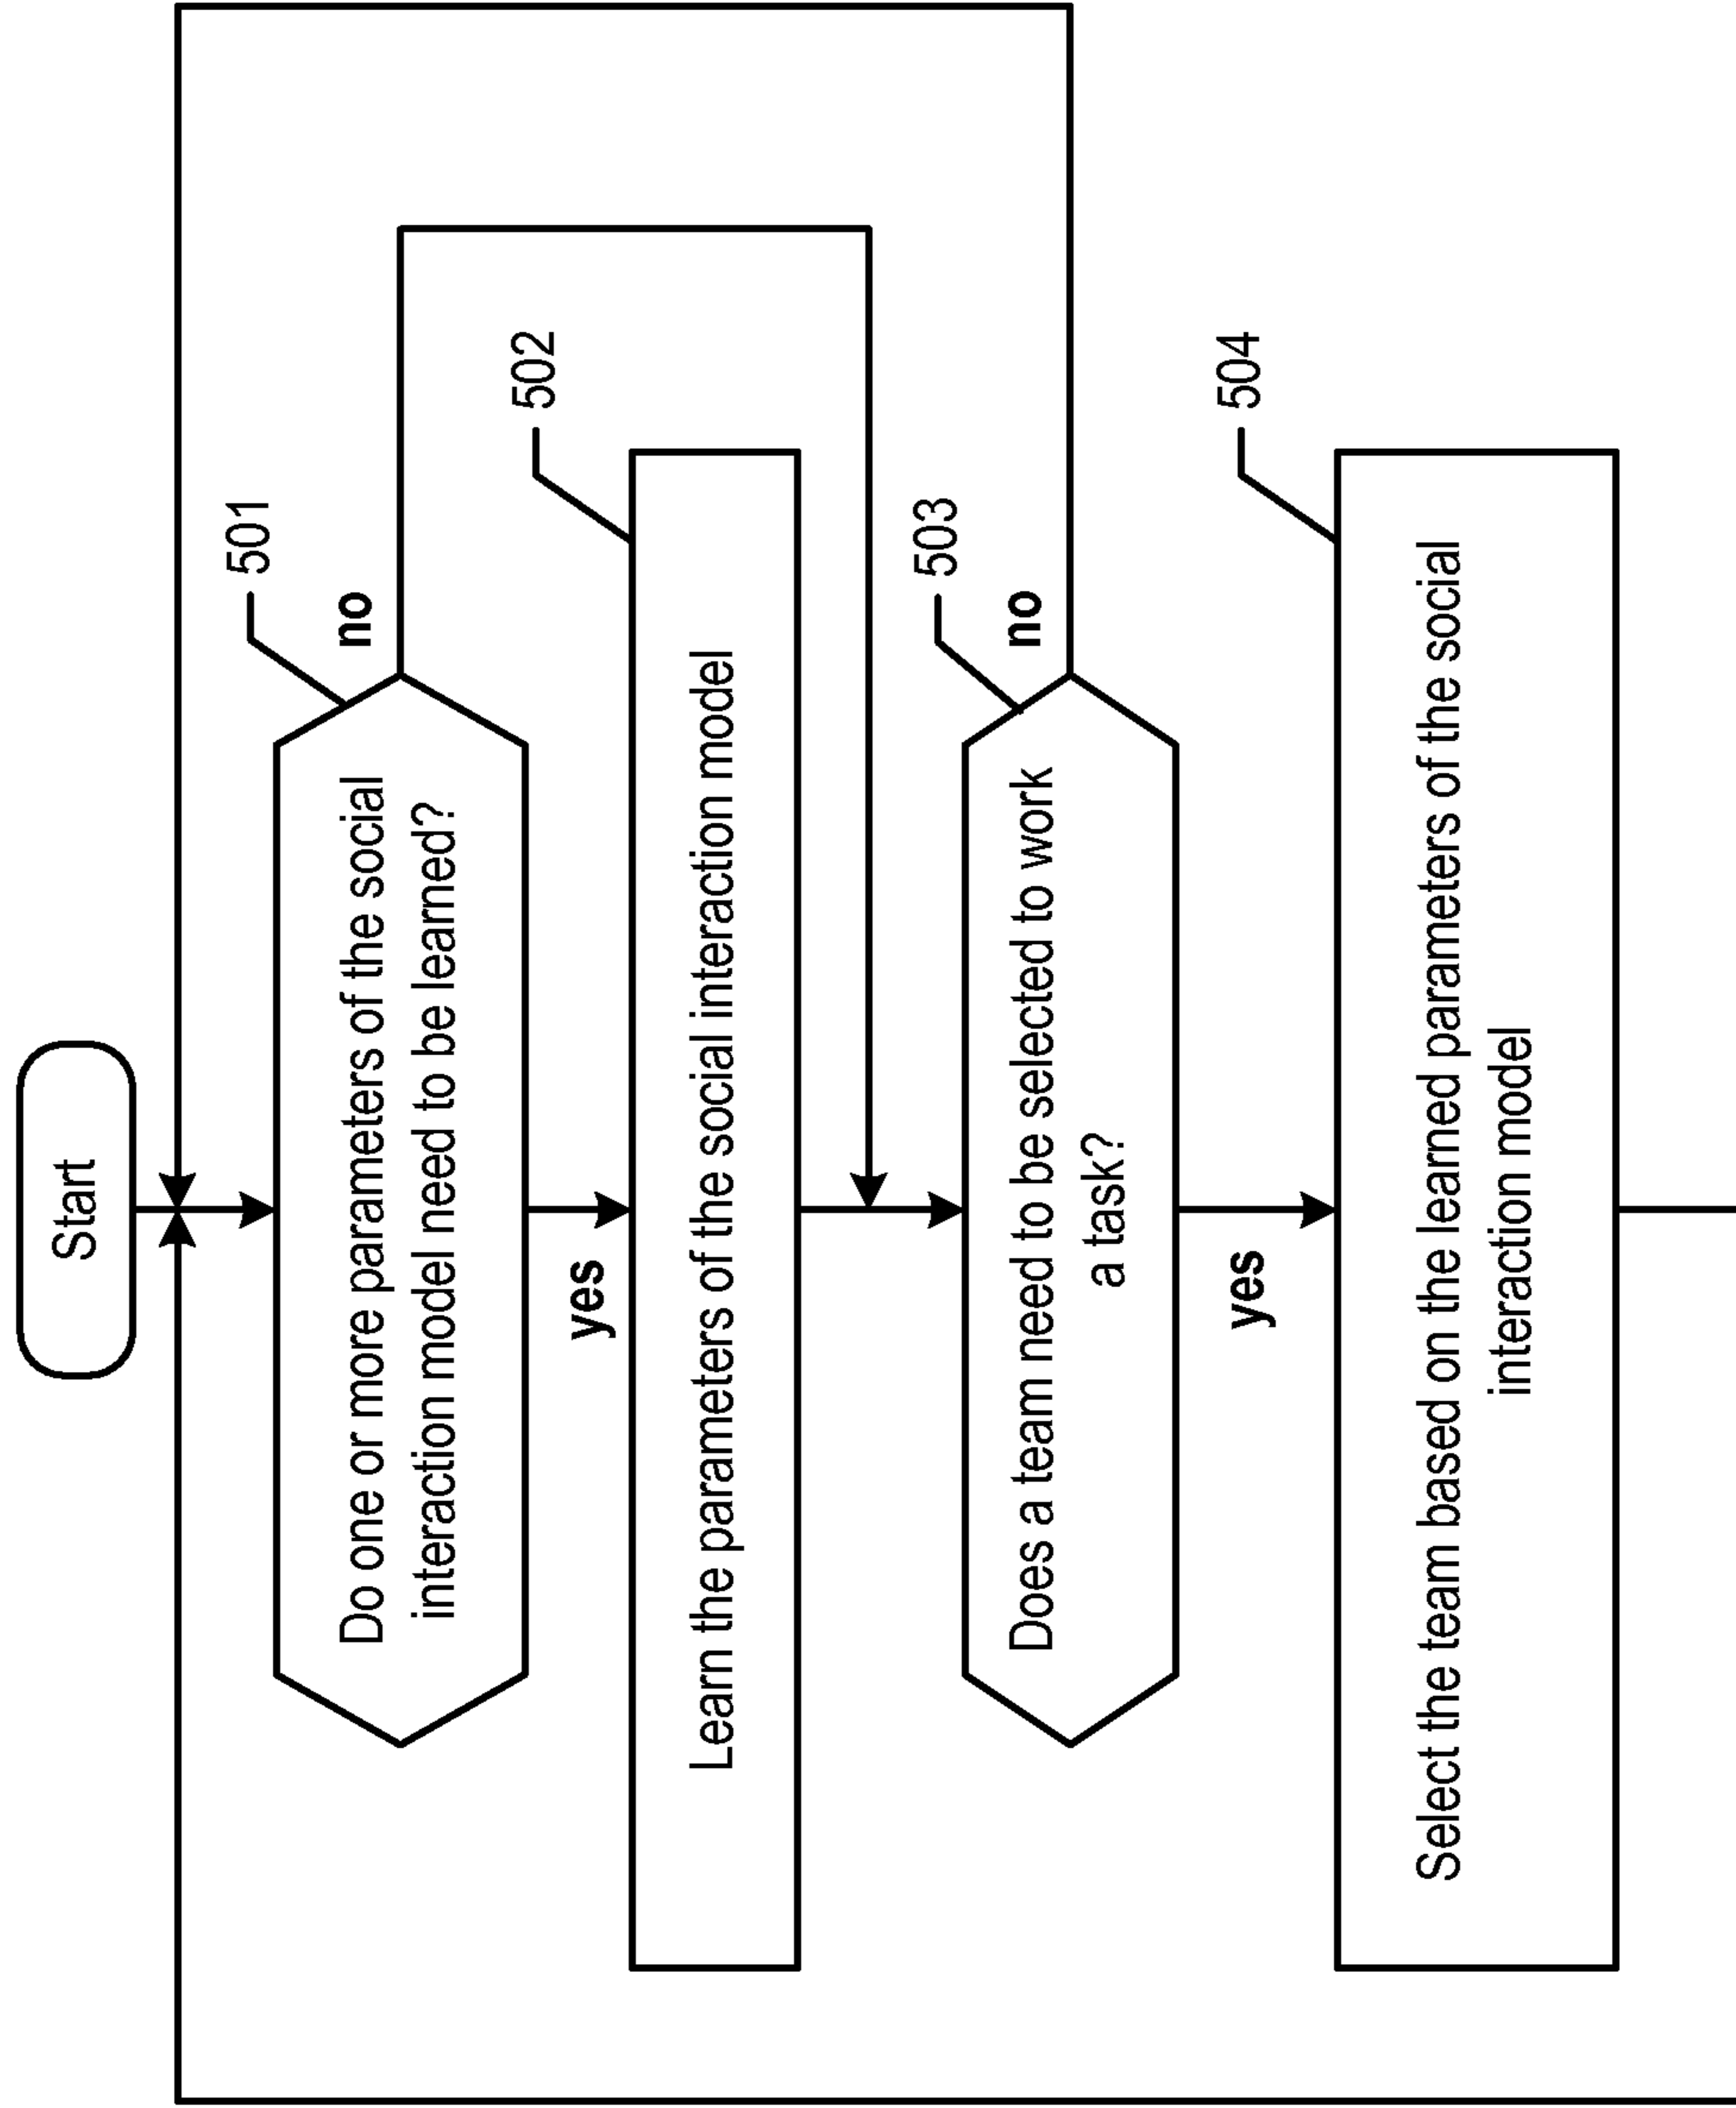 Start
501
Do one or more parameters of the social
interaction model need to be learned?
no
yes
502
Learn the parameters of the social interaction model
503
Does a team need to be selected to work
a task?
no
yes
504
Select the team based on the learned parameters of the social
interaction model